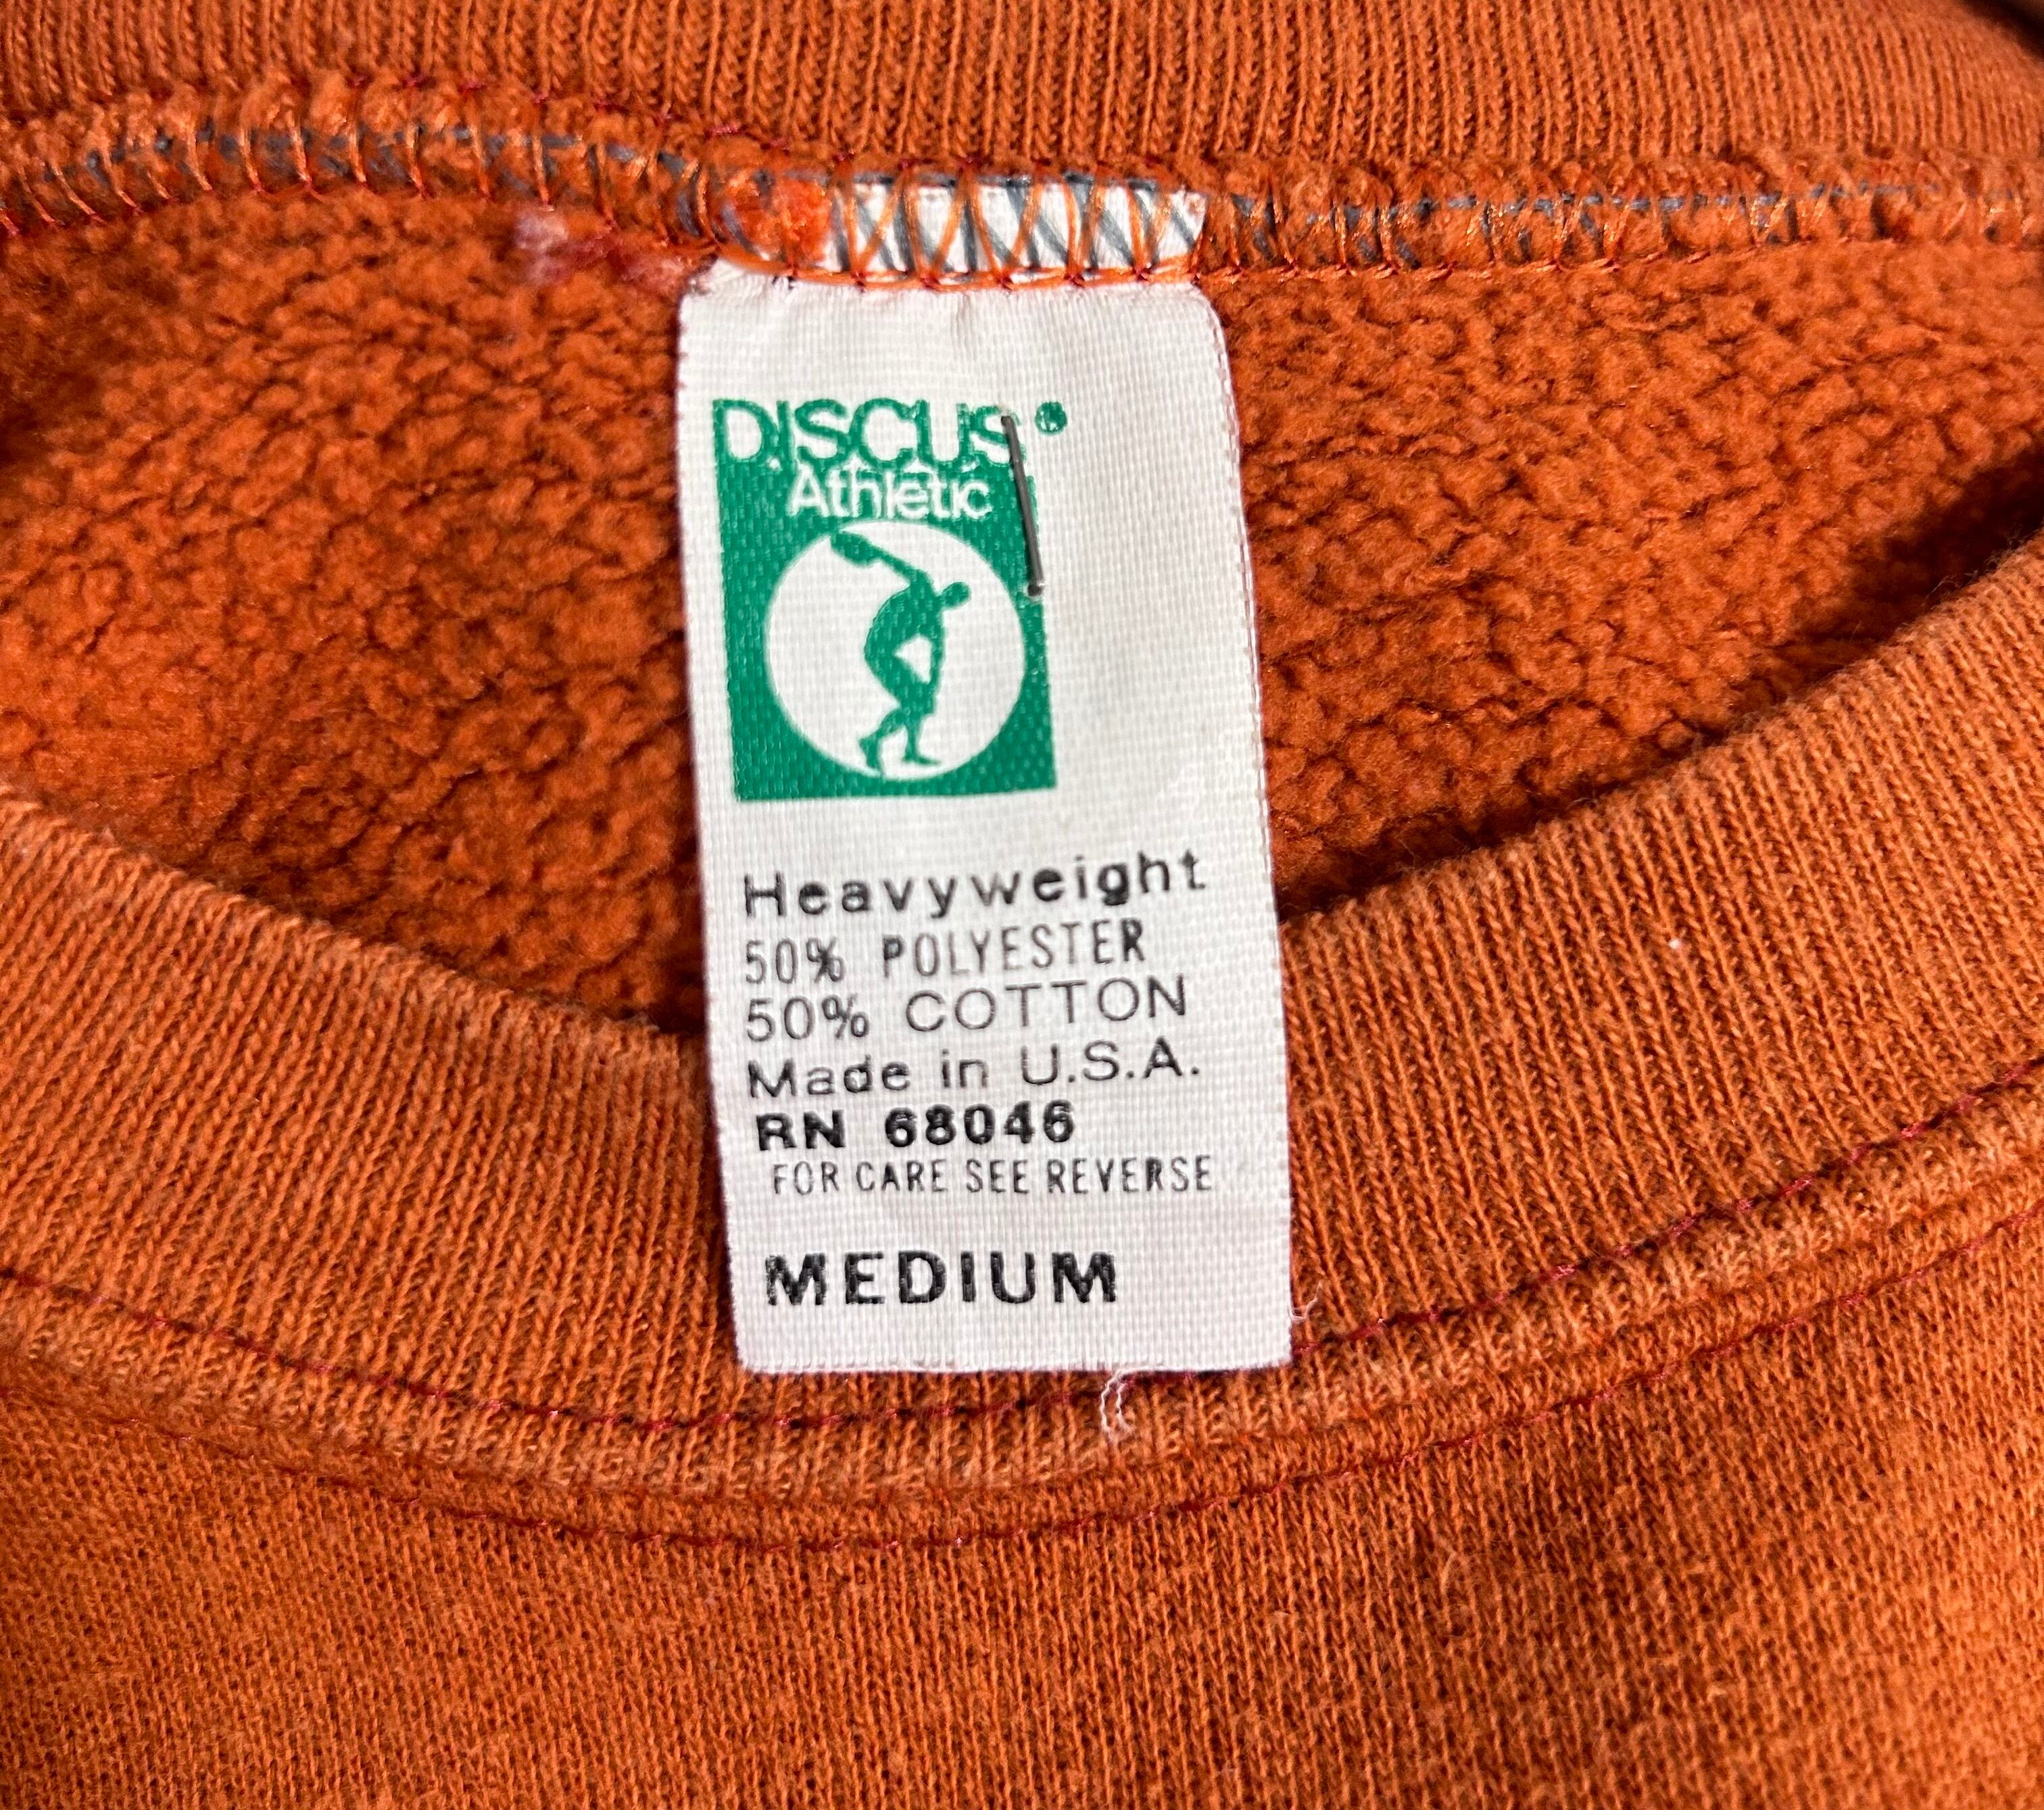 DISCUS®
Athletic
Heavyweight
50% POLYESTER
50% COTTON
Made in U.S.A.
RN 68046
FOR CARE SEE REVERSE
MEDIUM